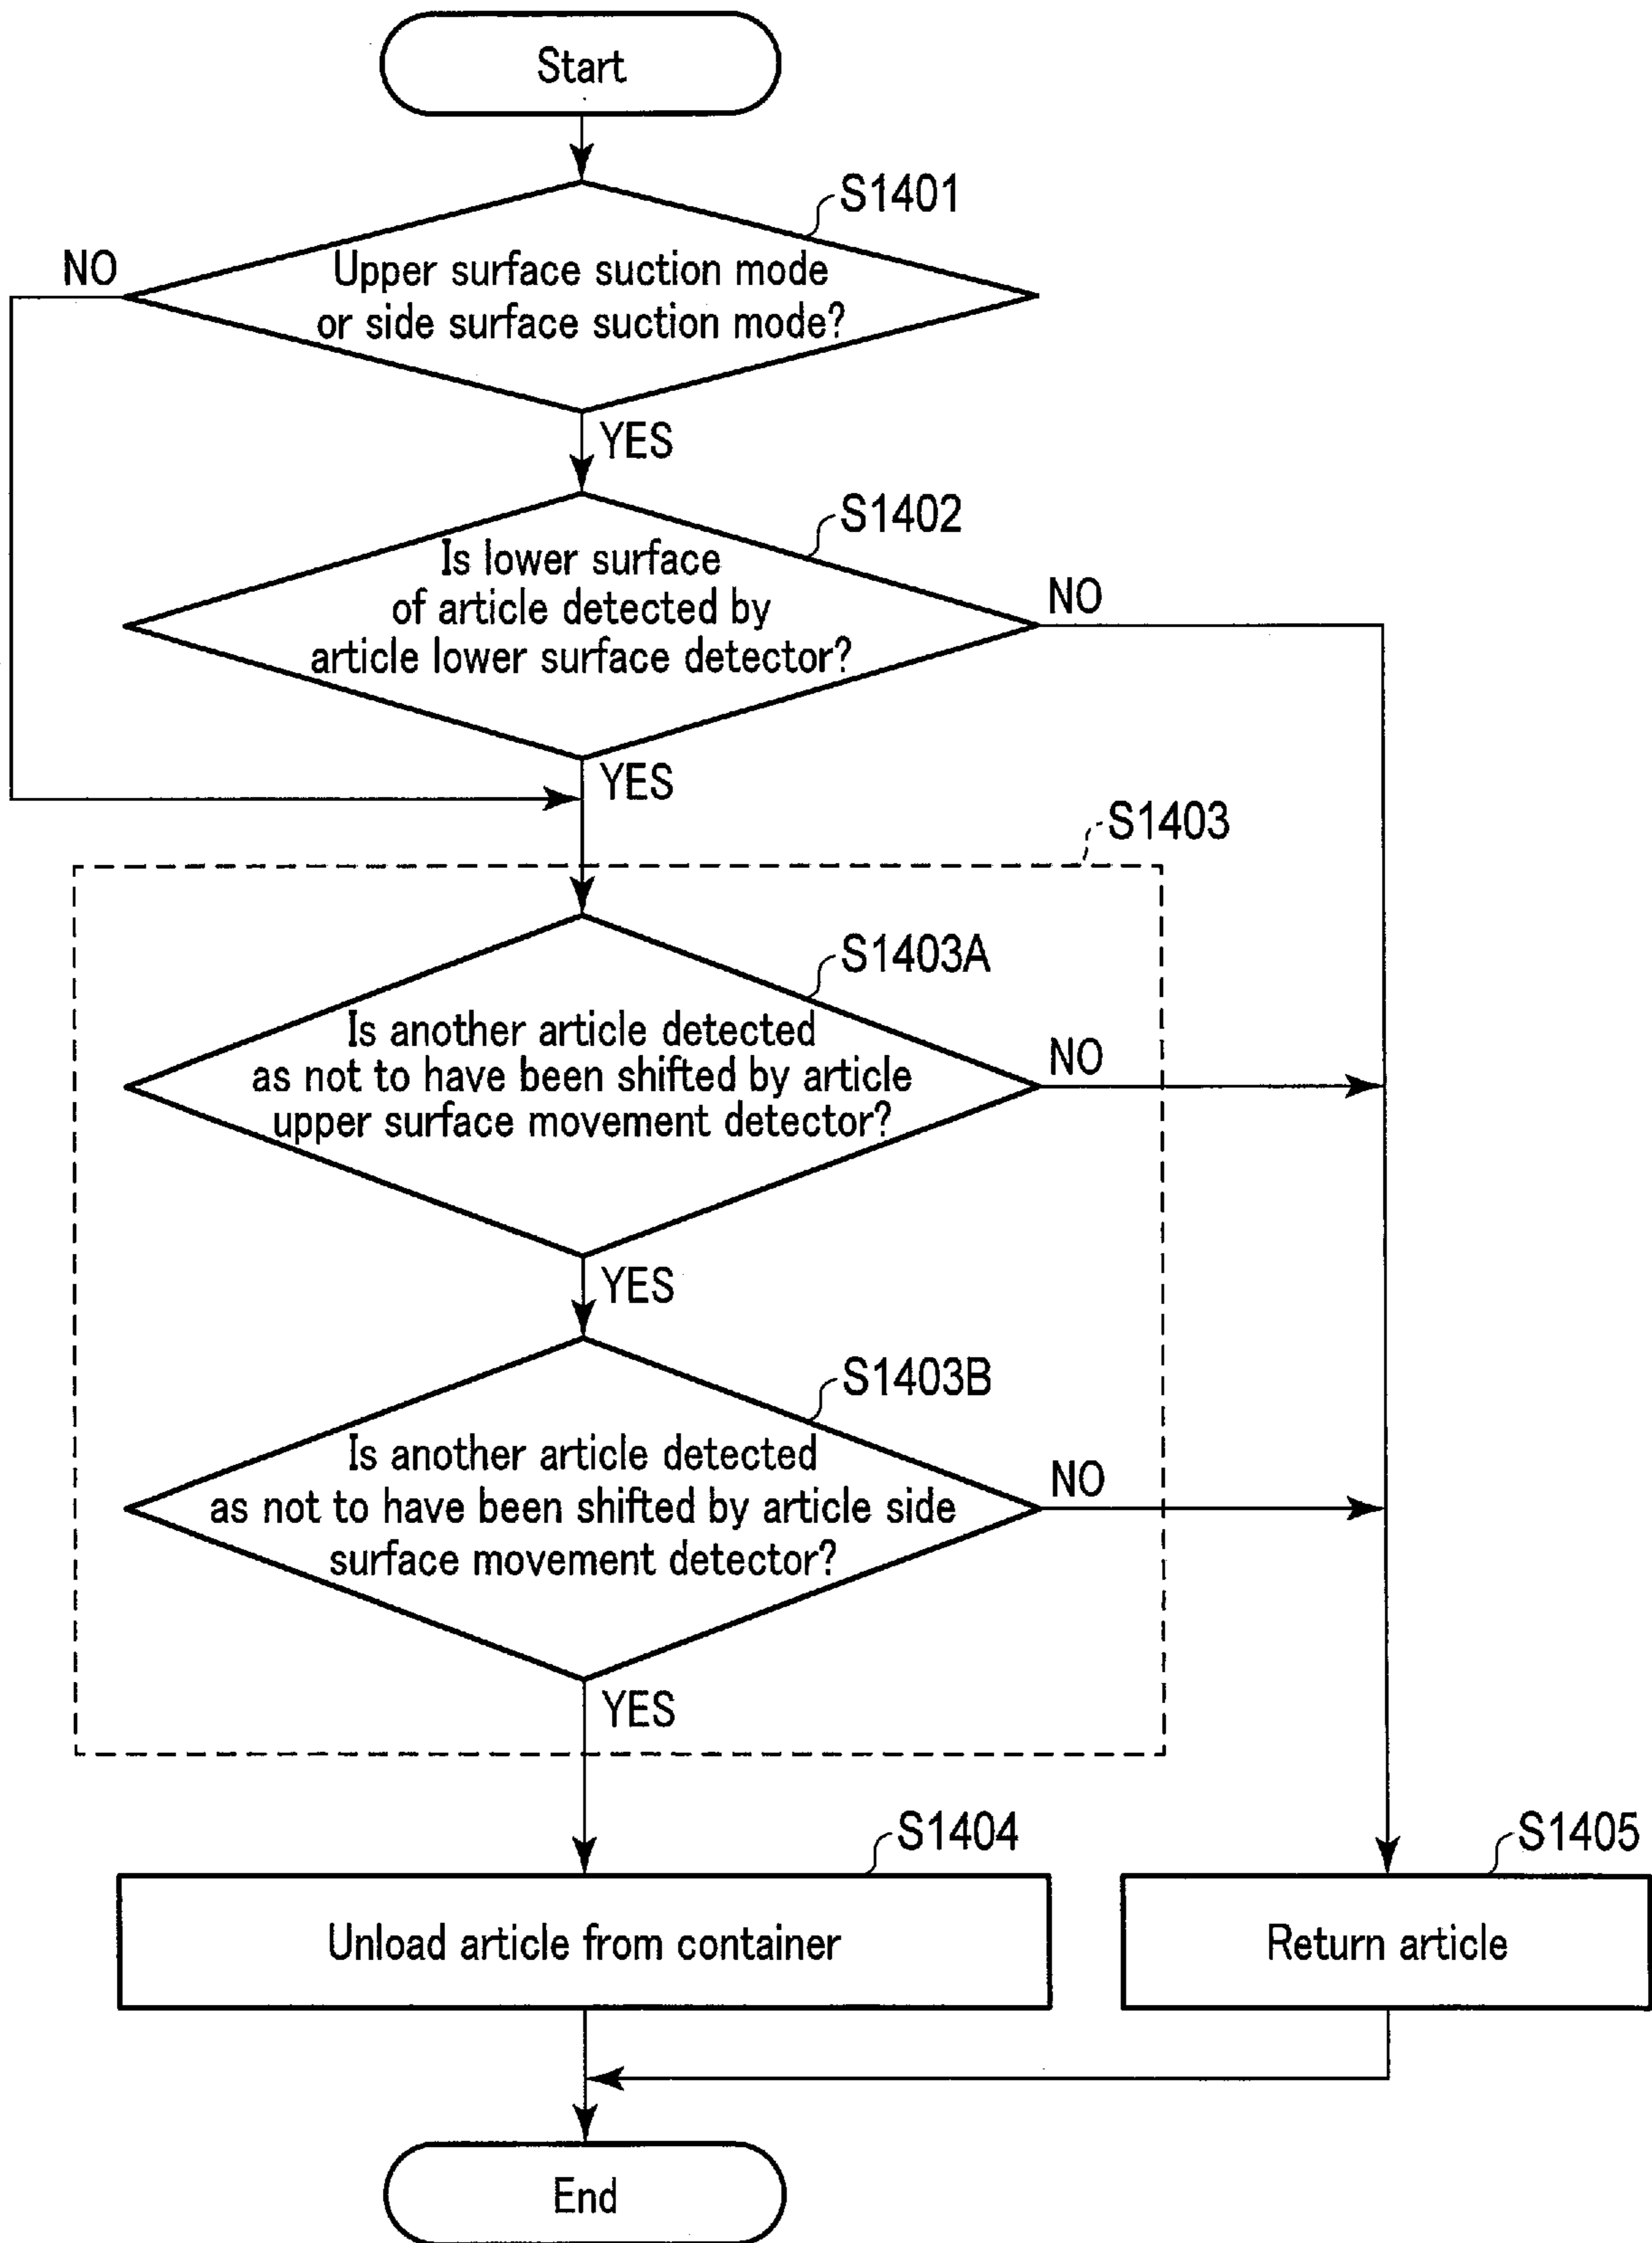 Start
S1401
NO
Upper surface suction mode
or side surface suction mode?
YES
S1402
Is lower surface
of article detected by
article lower surface detector?
NO
YES
S1403
S1403A
Is another article detected
as not to have been shifted by article
upper surface movement detector?
NO
YES
S1403B
Is another article detected
as not to have been shifted by article side
surface movement detector?
NO
YES
S1404
S1405
Unload article from container
Return article
End